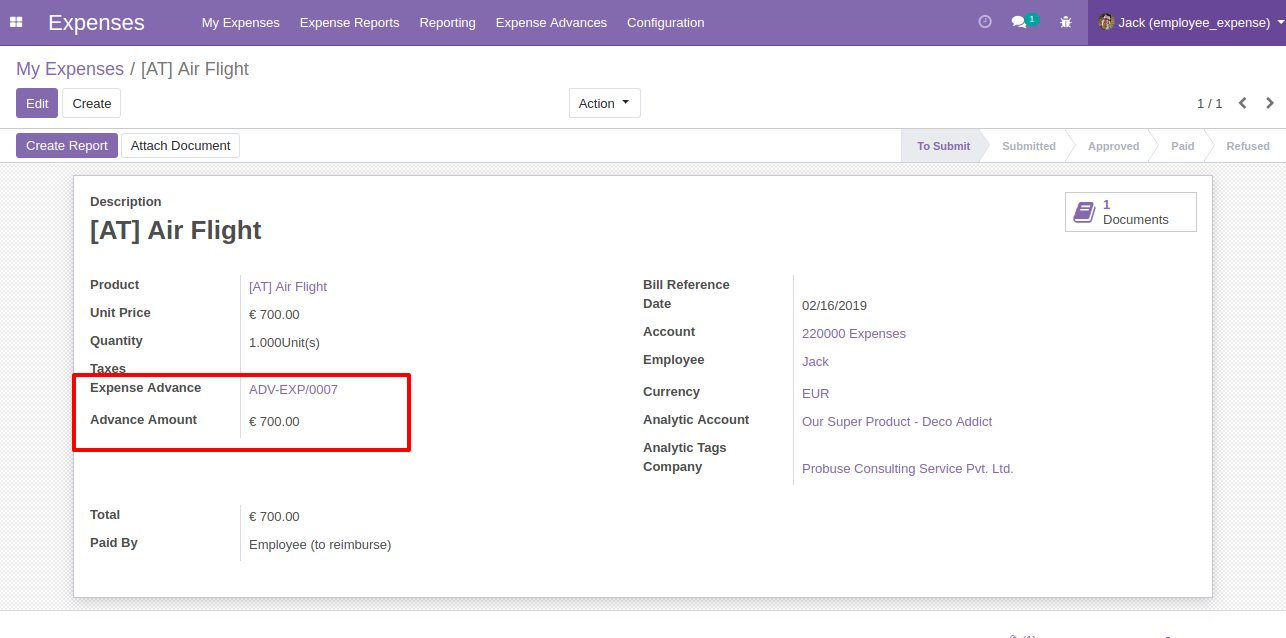 Expenses My Expenses Expense Reports Reporting Expense Advances Configuration 1 Jack (employee_expense)
My Expenses / [AT] Air Flight
Edit Create Action 1 / 1
Create Report Attach Document To Submit Submitted Approved Paid Refused
Description
[AT] Air Flight
1
Documents
Product [AT] Air Flight
Unit Price € 700.00
Quantity 1.000Unit(s)
Taxes
Expense Advance ADV-EXP/0007
Advance Amount € 700.00
Bill Reference
Date 02/16/2019
Account 220000 Expenses
Employee Jack
Currency EUR
Analytic Account Our Super Product - Deco Addict
Analytic Tags
Company Probuse Consulting Service Pvt. Ltd.
Total € 700.00
Paid By Employee (to reimburse)